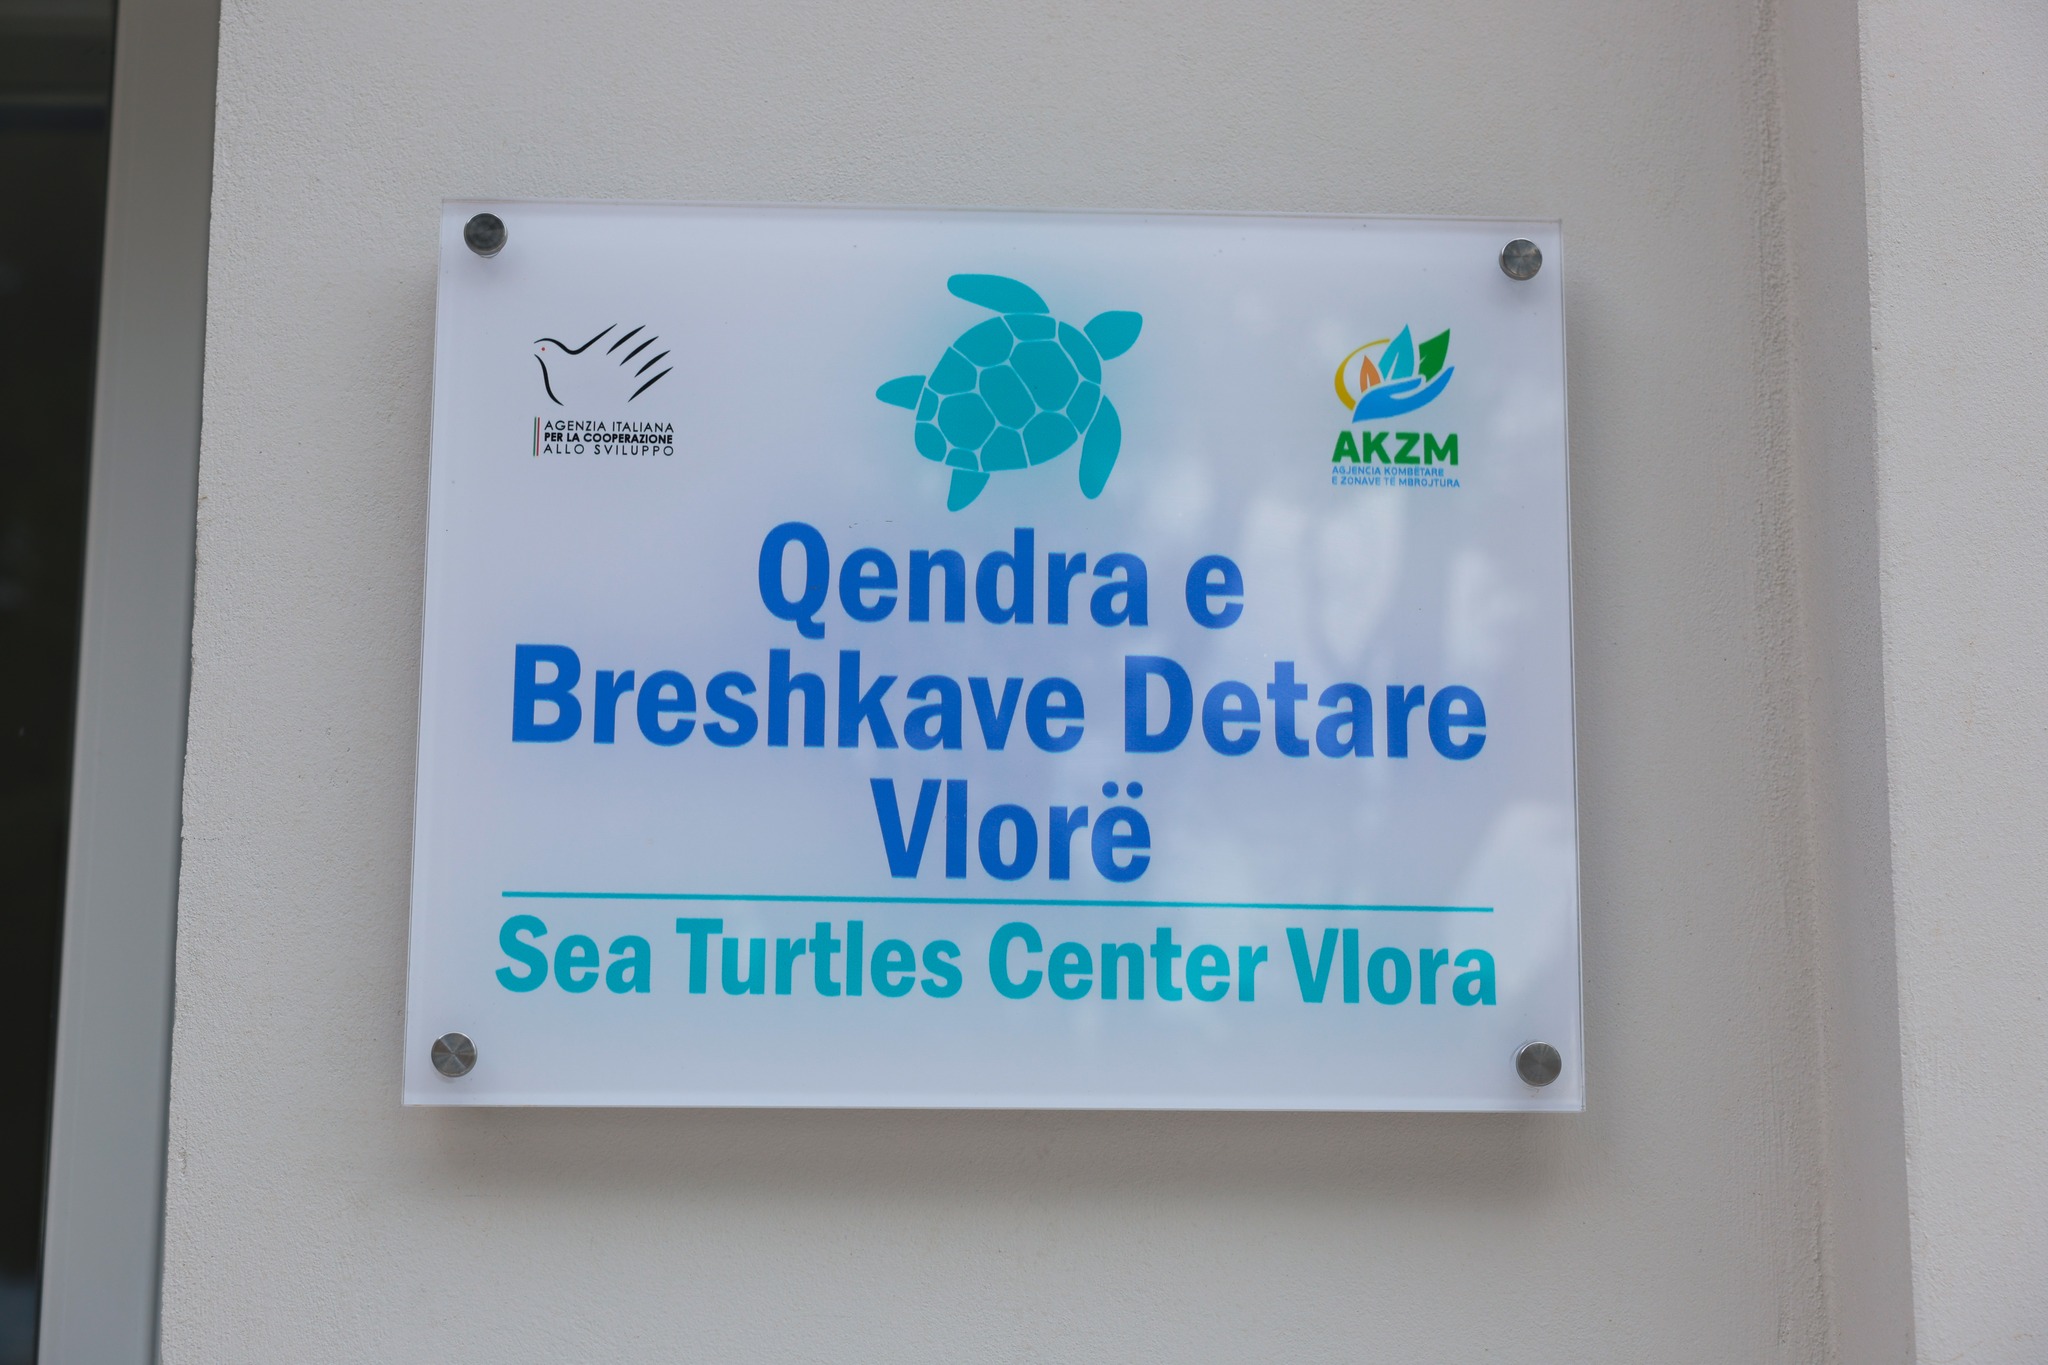 AGENZIA ITALIANA
PER LA COOPERAZIONE
ALLO SVILUPPO
AKZM
AGJENCIA KOMBËTARE
E ZONAVE TË MBROJTURA
Qendra e
Breshkave Detare
Vlorë
Sea Turtles Center Vlora